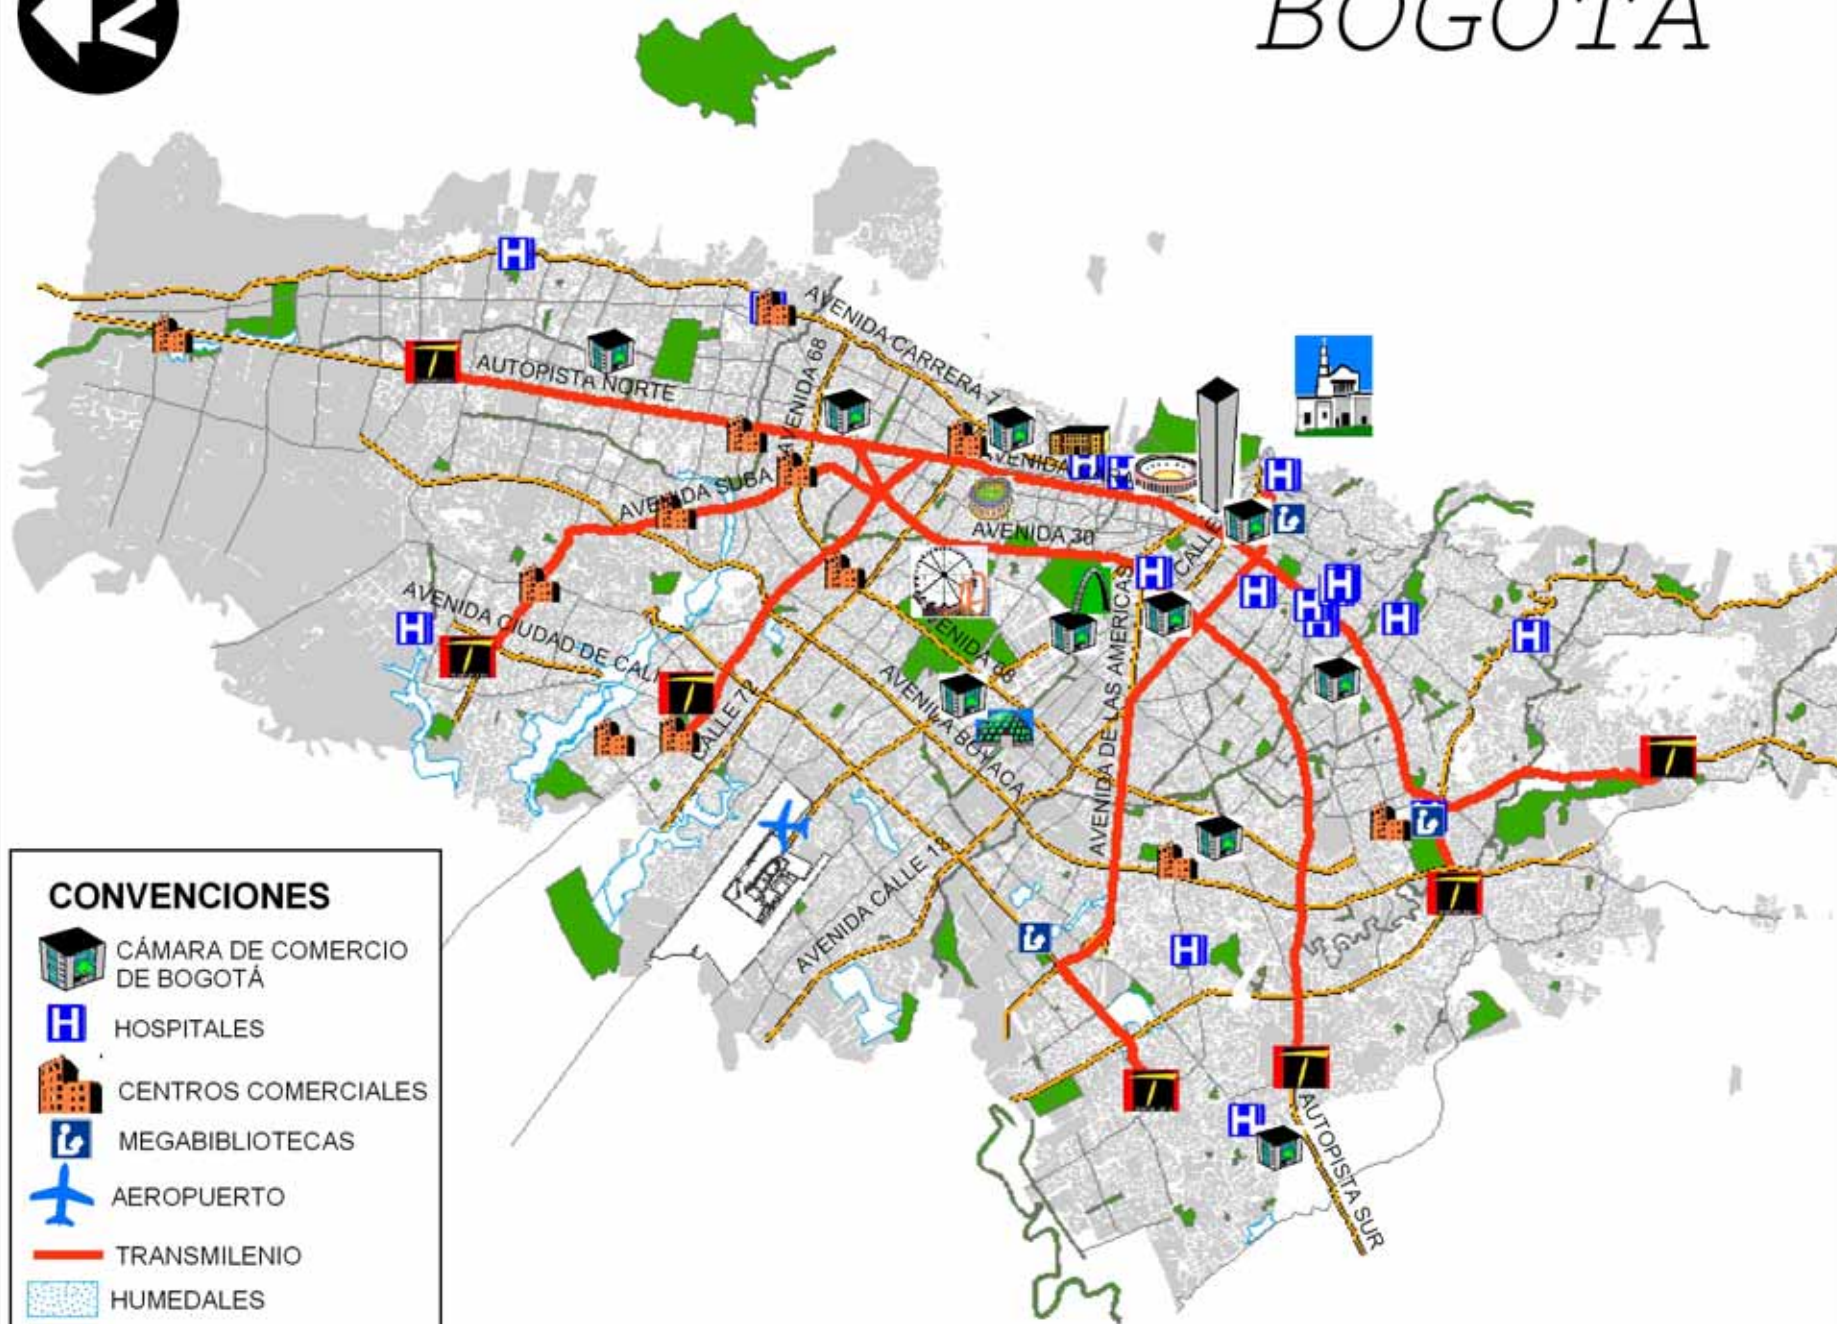 BOGOTÁ
AVENIDA CARRERA 7
AVENIDA 68
AUTOPISTA NORTE
AVENIDA SUBA
AVENIDA 30
CALLE
AVENIDA CIUDAD DE CALI
AVENIDA 68
AVENIDA BOYACA
CALLE 72
AVENIDA DE LAS AMERICAS
AVENIDA CALLE 13
AUTOPISTA SUR
CONVENCIONES
CÁMARA DE COMERCIO
DE BOGOTÁ
H HOSPITALES
CENTROS COMERCIALES
MEGABIBLIOTECAS
AEROPUERTO
TRANSMILENIO
HUMEDALES